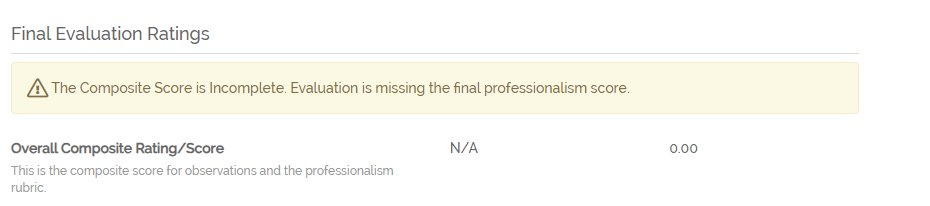 Final Evaluation Ratings
The Composite Score is Incomplete. Evaluation is missing the final professionalism score.
Overall Composite Rating/Score N/A 0.00
This is the composite score for observations and the professionalism
rubric.